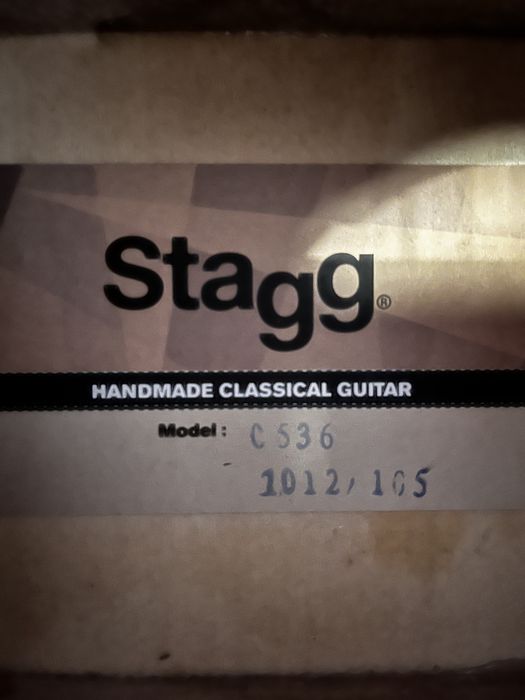 Stagg®
HANDMADE CLASSICAL GUITAR
Model : C536
1012, 105